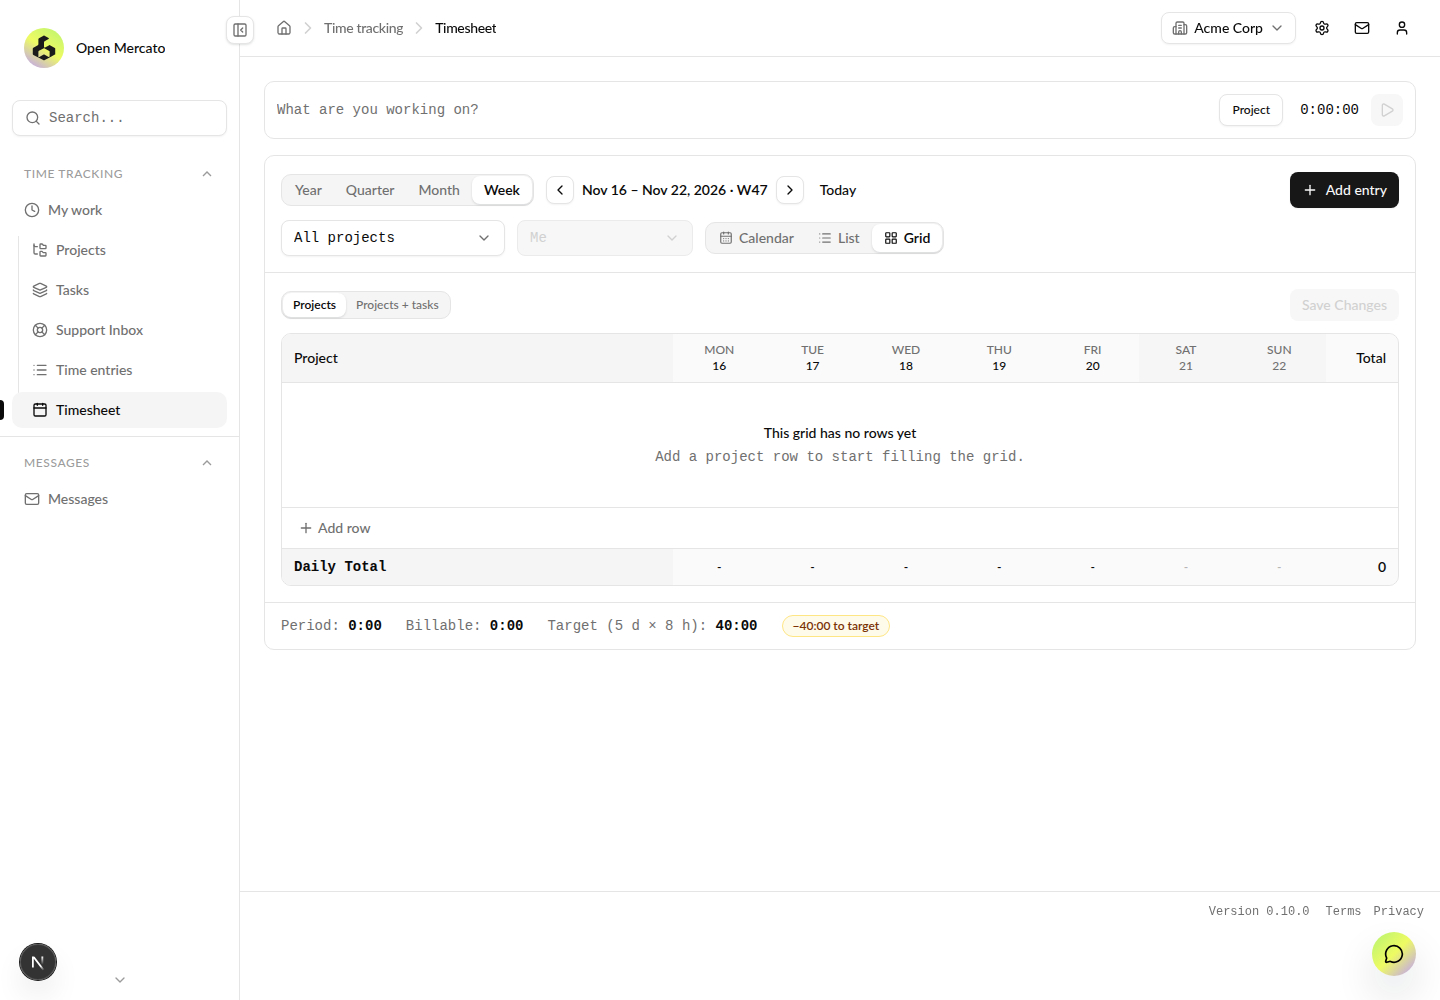 Open Mercato
Search...
TIME TRACKING
My work
Projects
Tasks
Support Inbox
Time entries
Timesheet
MESSAGES
Messages
Time tracking
Timesheet
Acme Corp
What are you working on?
Project
0:00:00
Year Quarter Month Week
Nov 16 – Nov 22, 2026 · W47
Today
Add entry
All projects
Me
Calendar List Grid
Projects Projects + tasks
Save Changes
Project MON 16 TUE 17 WED 18 THU 19 FRI 20 SAT 21 SUN 22 Total
This grid has no rows yet
Add a project row to start filling the grid.
Add row
Daily Total - - - - - - - 0
Period: 0:00 Billable: 0:00 Target (5 d × 8 h): 40:00 −40:00 to target
Version 0.10.0 Terms Privacy
N